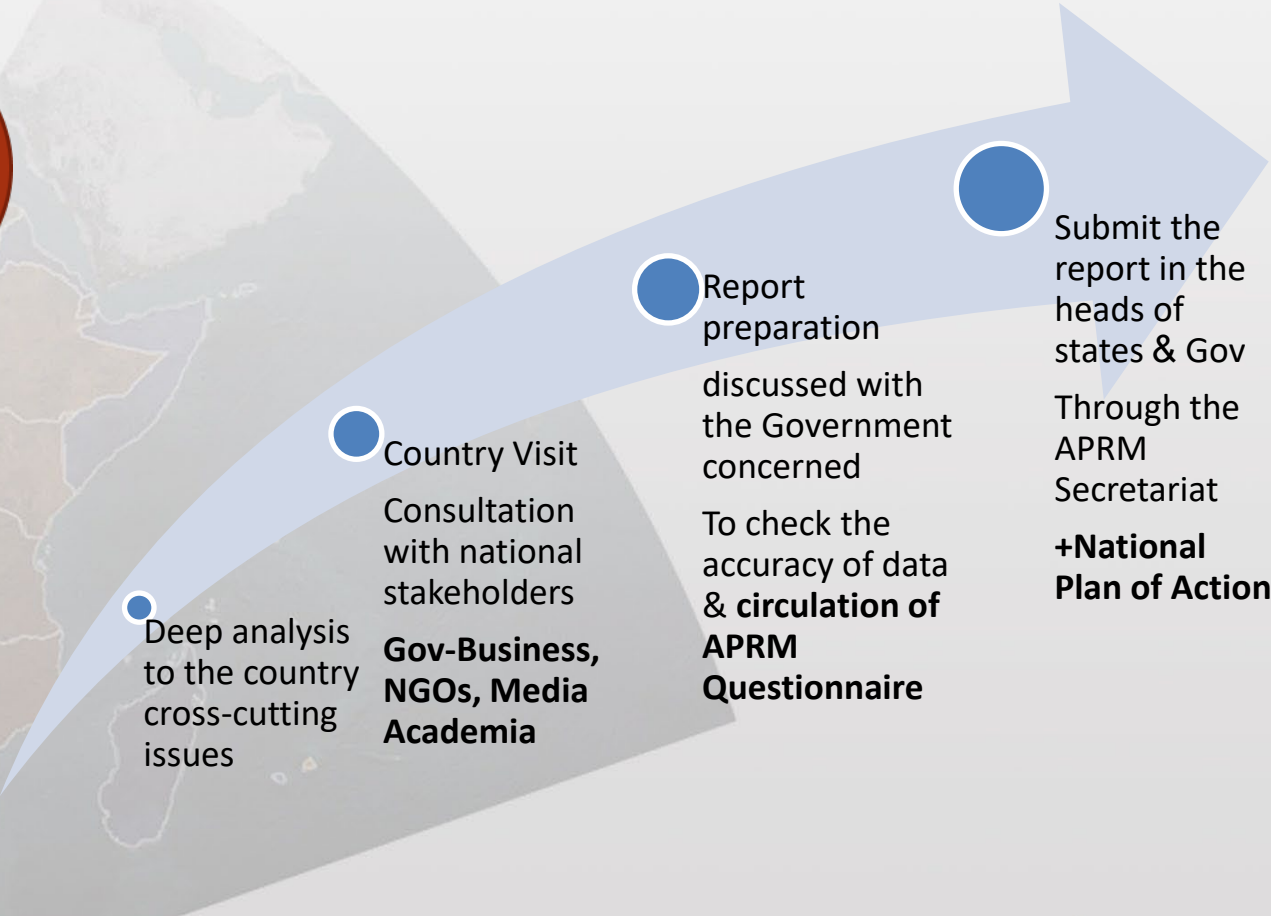 Deep analysis
to the country
cross-cutting
issues
Country Visit
Consultation
with national
stakeholders
Gov-Business,
NGOs, Media
Academia
Report
preparation
discussed with
the Government
concerned
To check the
accuracy of data
& circulation of
APRM
Questionnaire
Submit the
report in the
heads of
states & Gov
Through the
APRM
Secretariat
+National
Plan of Action